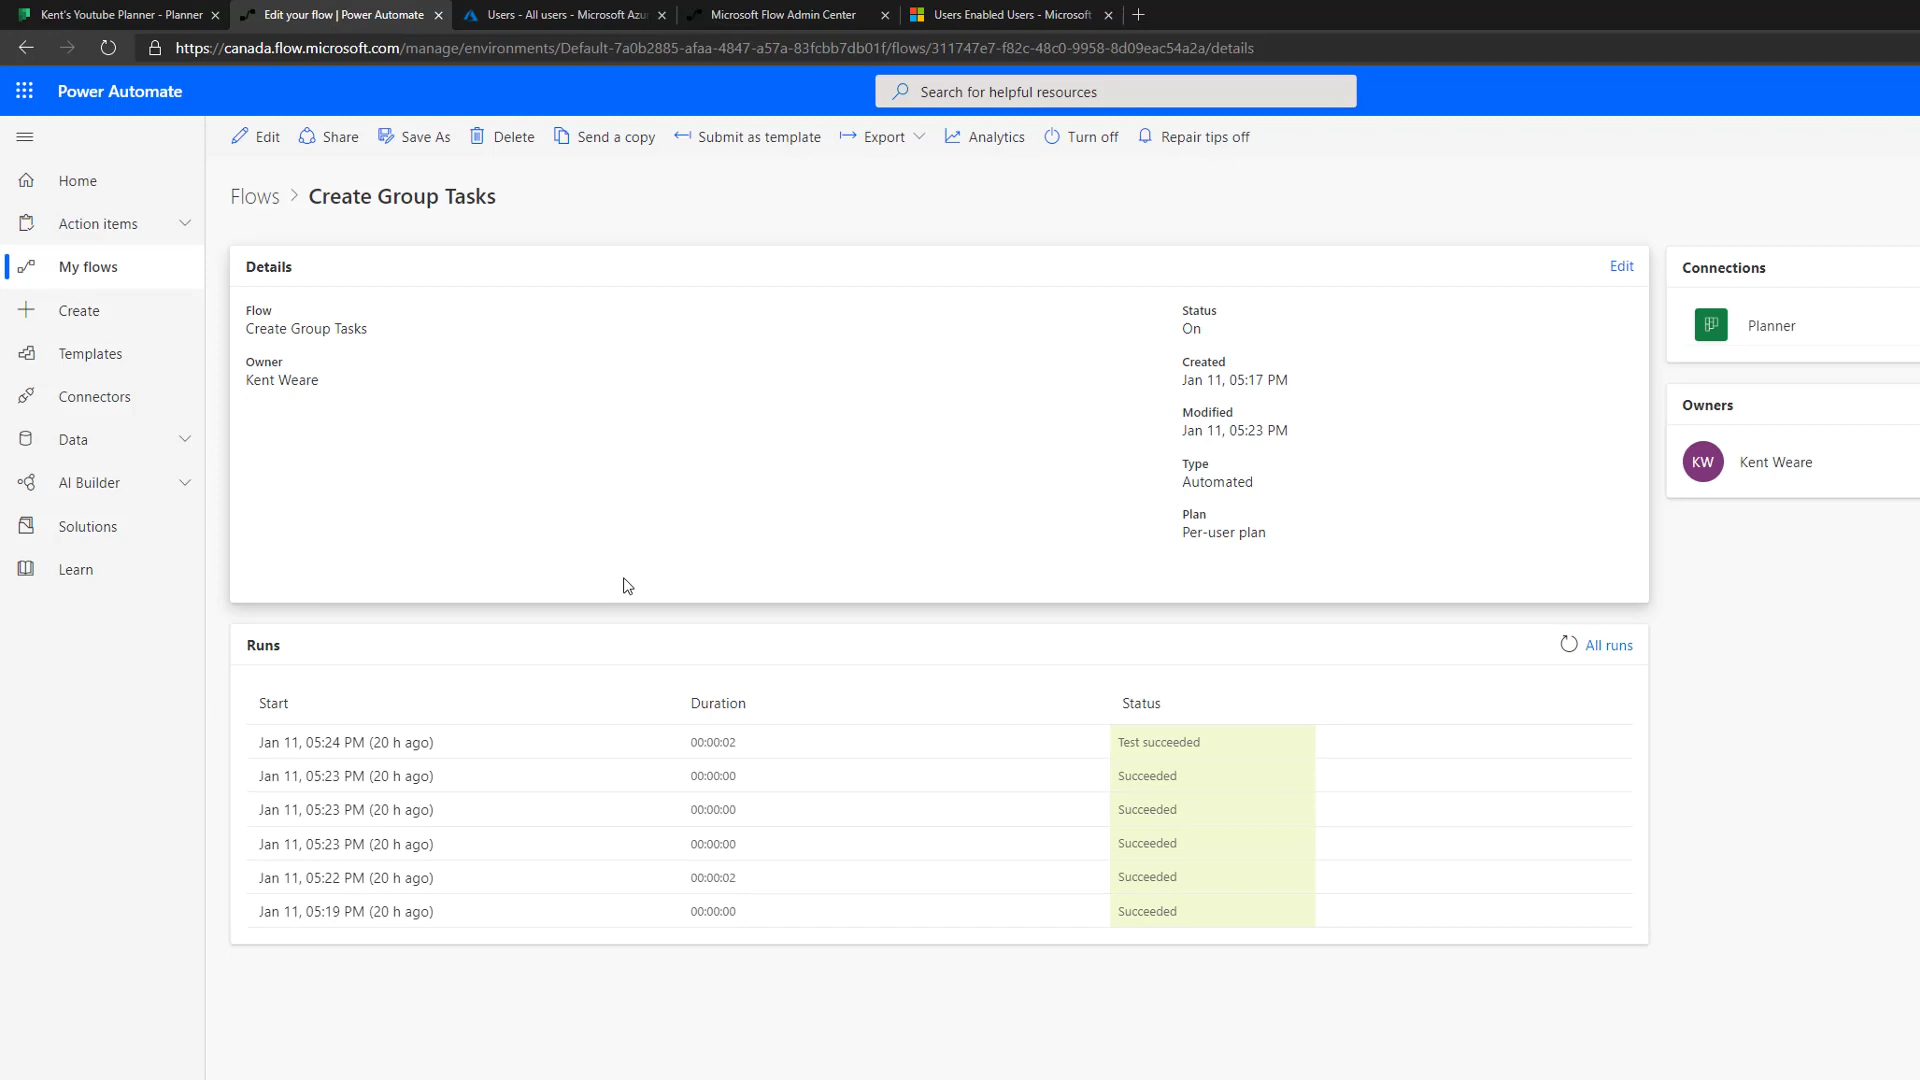 Kent's Youtube Planner - Planner
Edit your flow | Power Automate
Users - All users - Microsoft Azu
Microsoft Flow Admin Center
Users Enabled Users - Microsoft
https://canada.flow.microsoft.com/manage/environments/Default-7a0b2885-afaa-4847-a57a-83fcbb7db01f/flows/311747e7-f82c-48c0-9958-8d09eac54a2a/details
Power Automate
Search for helpful resources
Edit
Share
Save As
Delete
Send a copy
Submit as template
Export
Analytics
Turn off
Repair tips off
Home
Action items
My flows
Create
Templates
Connectors
Data
AI Builder
Solutions
Learn
Flows > Create Group Tasks
Details
Edit
Flow
Create Group Tasks
Owner
Kent Weare
Status
On
Created
Jan 11, 05:17 PM
Modified
Jan 11, 05:23 PM
Type
Automated
Plan
Per-user plan
Connections
Planner
Owners
KW Kent Weare
Runs
All runs
Start Duration Status
Jan 11, 05:24 PM (20 h ago) 00:00:02 Test succeeded
Jan 11, 05:23 PM (20 h ago) 00:00:00 Succeeded
Jan 11, 05:23 PM (20 h ago) 00:00:00 Succeeded
Jan 11, 05:23 PM (20 h ago) 00:00:00 Succeeded
Jan 11, 05:22 PM (20 h ago) 00:00:02 Succeeded
Jan 11, 05:19 PM (20 h ago) 00:00:00 Succeeded